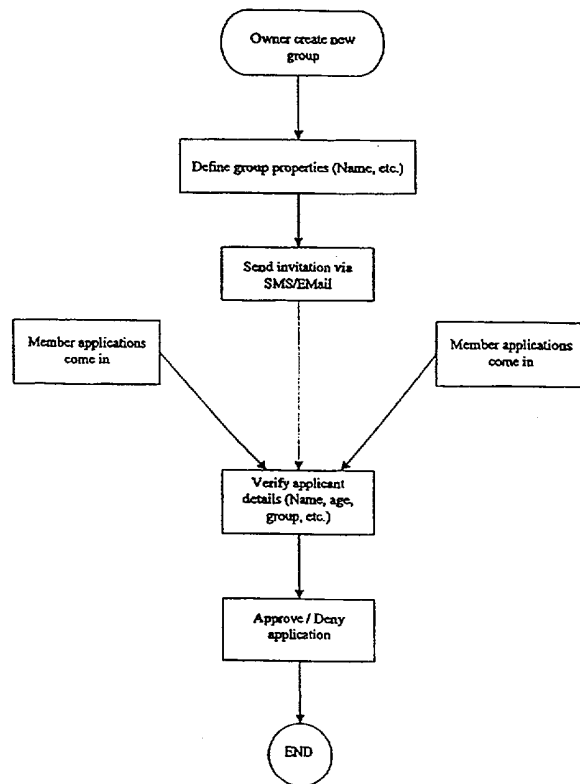 Owner create new
group
Define group properties (Name, etc.)
Send invitation via
SMS/EMail
Member applications
come in
Member applications
come in
Verify applicant
details (Name, age,
group, etc.)
Approve / Deny
application
END